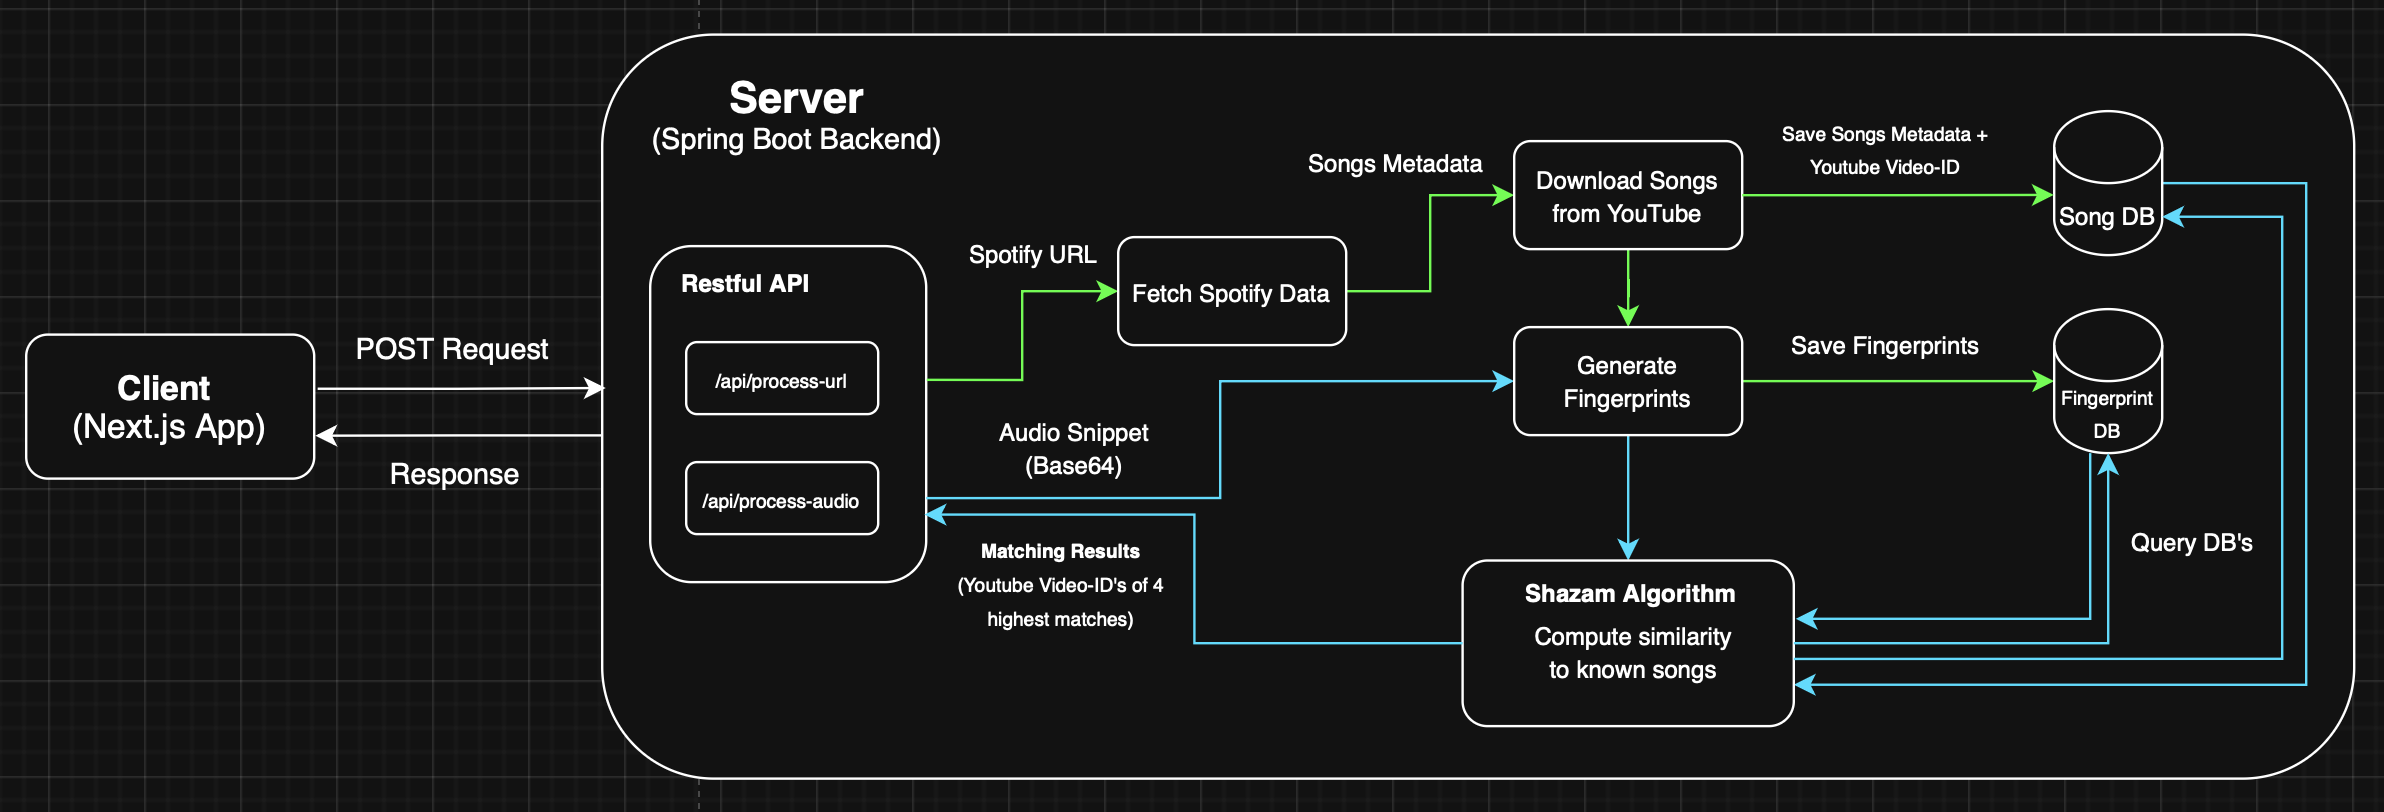 Server
(Spring Boot Backend)
Client
(Next.js App)
POST Request
Response
Restful API
/api/process-url
/api/process-audio
Spotify URL
Fetch Spotify Data
Songs Metadata
Download Songs
from YouTube
Save Songs Metadata +
Youtube Video-ID
Song DB
Audio Snippet
(Base64)
Generate
Fingerprints
Save Fingerprints
Fingerprint
DB
Matching Results
(Youtube Video-ID's of 4
highest matches)
Shazam Algorithm
Compute similarity
to known songs
Query DB's